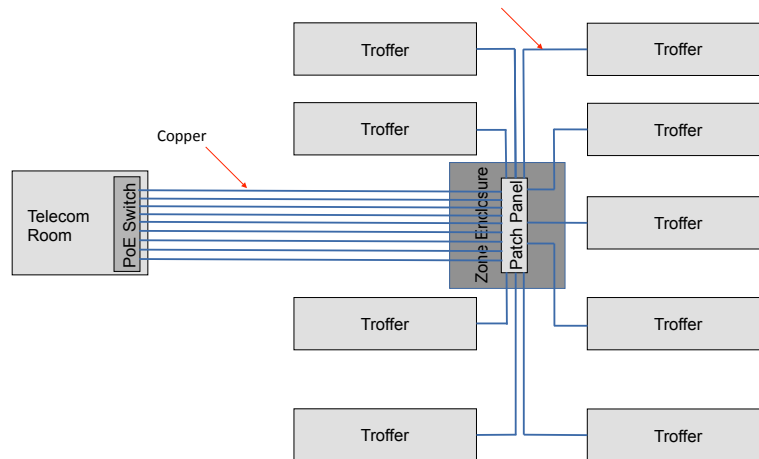 Troffer
Troffer
Troffer
Troffer
Copper
Telecom
Room
PoE Switch
Zone Enclosure
Patch Panel
Troffer
Troffer
Troffer
Troffer
Troffer